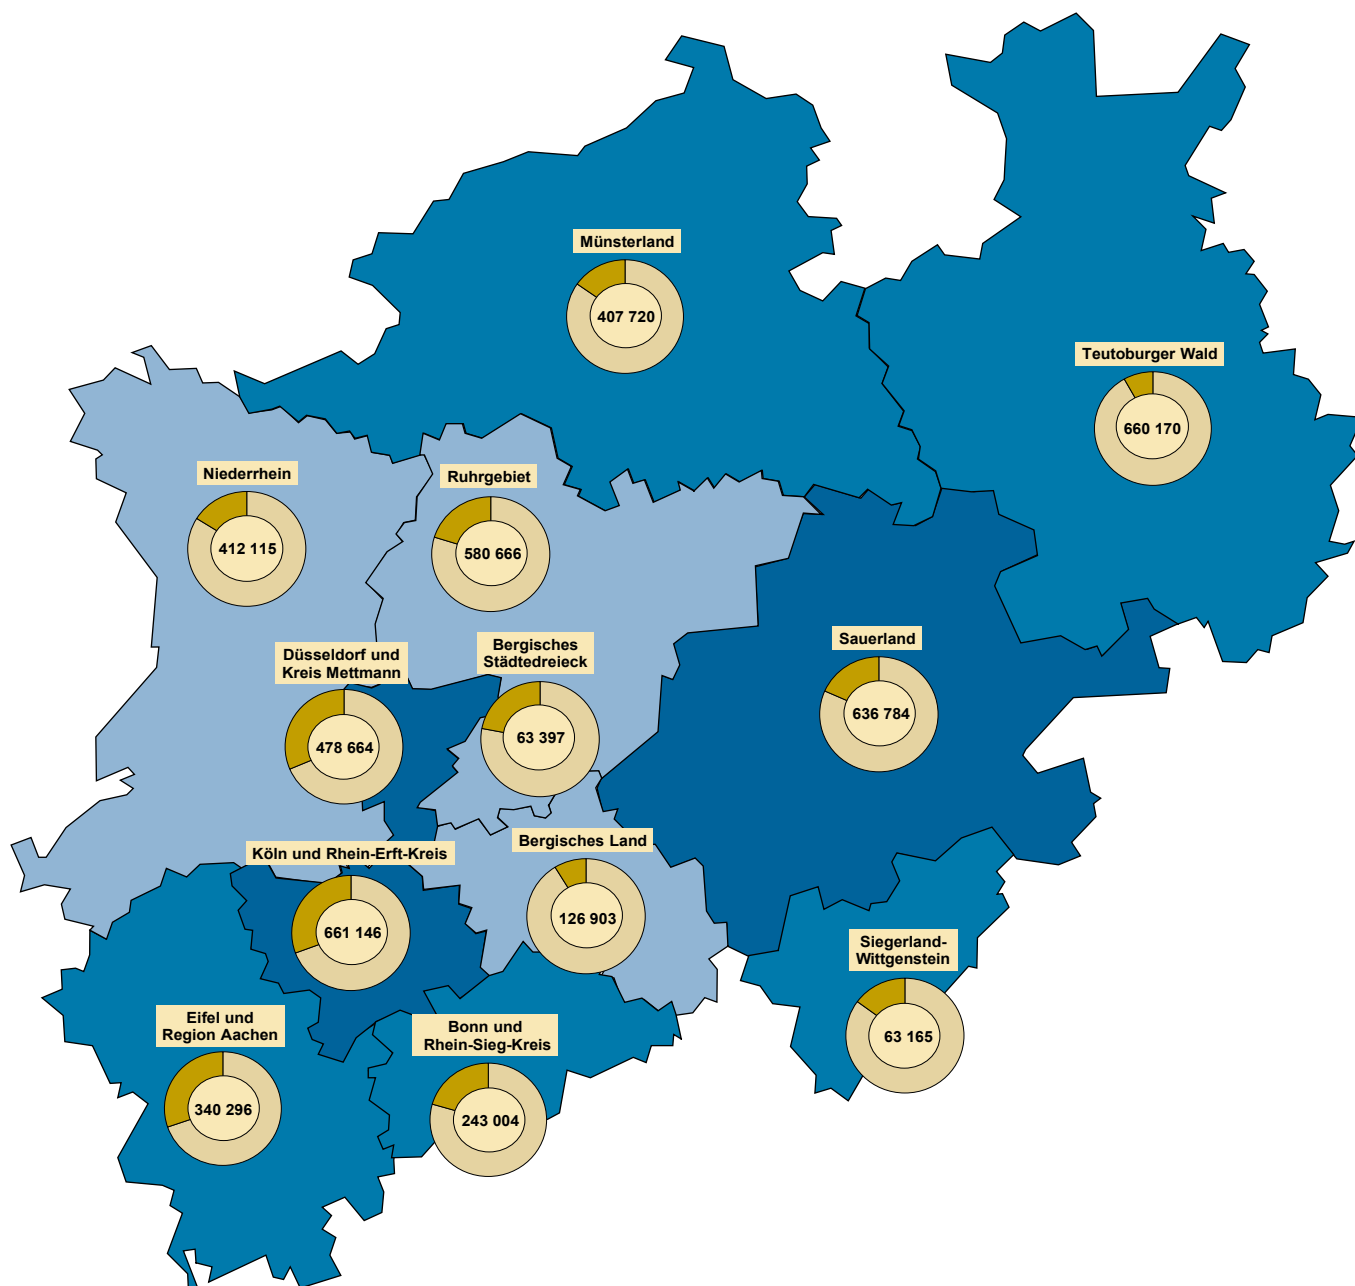 Münsterland
407 720
Teutoburger Wald
660 170
Niederrhein
412 115
Ruhrgebiet
580 666
Düsseldorf und
Kreis Mettmann
478 664
Bergisches
Städtedreieck
63 397
Sauerland
636 784
Köln und Rhein-Erft-Kreis
661 146
Bergisches Land
126 903
Siegerland-
Wittgenstein
63 165
Eifel und
Region Aachen
340 296
Bonn und
Rhein-Sieg-Kreis
243 004